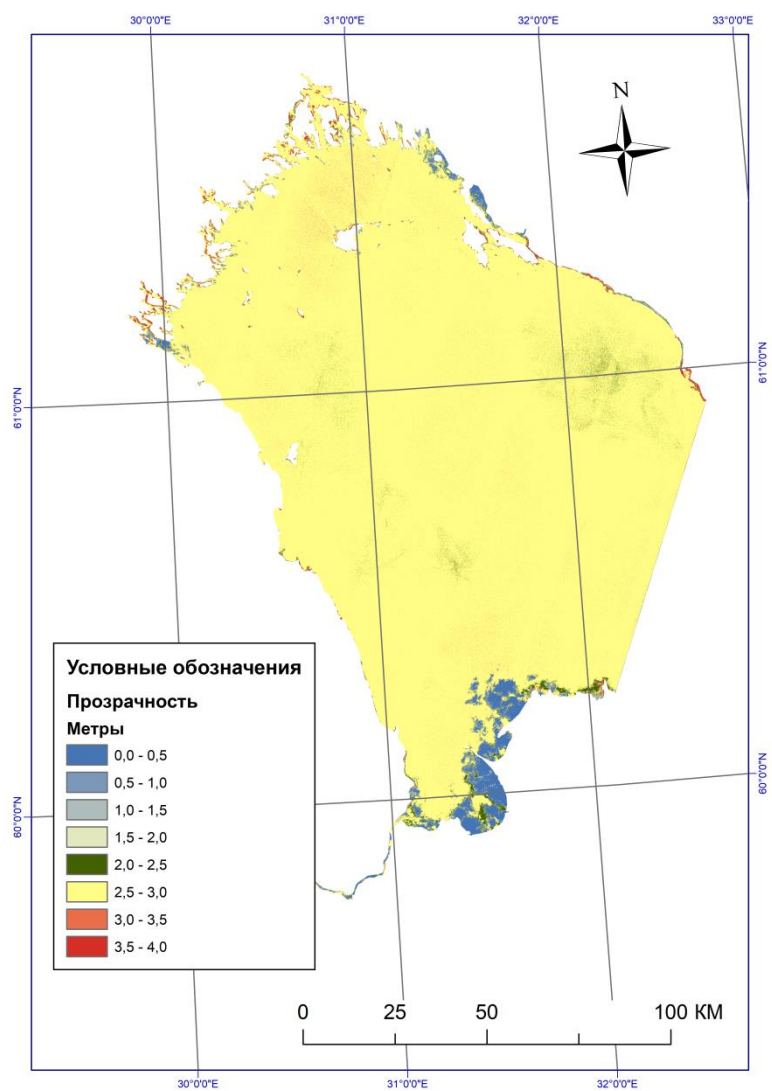 30°0'0"E 31°0'0"E 32°0'0"E 33°0'0"E
N
61°0'0"N
61°0'0"N
Условные обозначения
Прозрачность
Метры
0,0 - 0,5
0,5 - 1,0
1,0 - 1,5
1,5 - 2,0
2,0 - 2,5
2,5 - 3,0
3,0 - 3,5
3,5 - 4,0
60°0'0"N
60°0'0"N
0 25 50 100 КМ
30°0'0"E 31°0'0"E 32°0'0"E